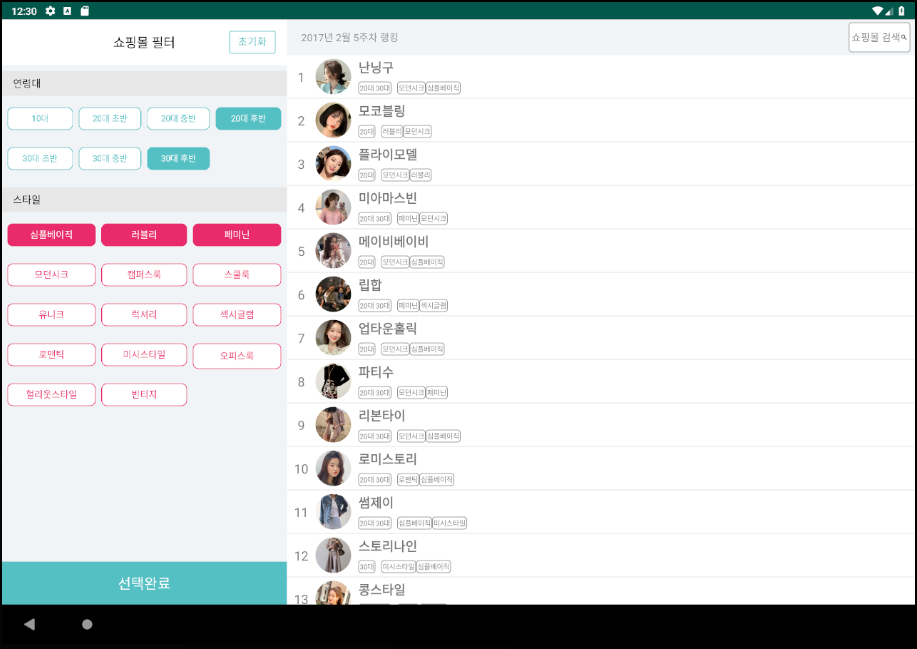 12:30
쇼핑몰 필터
초기화
연령대
10대
20대 초반
20대 중반
20대 후반
30대 초반
30대 중반
30대 후반
스타일
심플베이직
러블리
페미닌
모던시크
캠퍼스룩
스쿨룩
유니크
럭셔리
섹시글램
로맨틱
미시스타일
오피스룩
헐리웃스타일
빈티지
선택완료
2017년 2월 5주차 랭킹
쇼핑몰 검색
1
난닝구
20대 30대 모던시크 심플베이직
2
모코블링
20대 러블리 모던시크
3
플라이모델
20대 모던시크 러블리
4
미아마스빈
20대 30대 페미닌 모던시크
5
메이비베이비
20대 모던시크 심플베이직
6
립합
20대 30대 페미닌 섹시글램
7
업타운홀릭
20대 모던시크 심플베이직
8
파티수
20대 30대 모던시크 페미닌
9
리본타이
20대 30대 모던시크 심플베이직
10
로미스토리
20대 30대 로맨틱 심플베이직
11
썸제이
20대 30대 심플베이직 미시스타일
12
스토리나인
30대 미시스타일 심플베이직
13
콩스타일